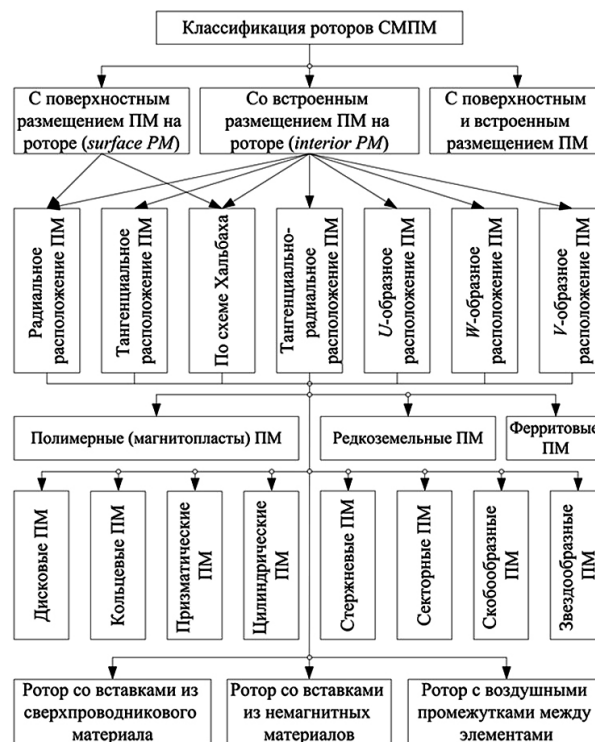 Классификация роторов СМПМ
С поверхностным
размещением ПМ на
роторе (surface PM)
Со встроенным
размещением ПМ на
роторе (interior PM)
С поверхностным
и встроенным
размещением ПМ
Радиальное
расположение ПМ
Тангенциальное
расположение ПМ
По схеме Хальбаха
Тангенциально-
радиальное
расположение ПМ
U-образное
расположение ПМ
W-образное
расположение ПМ
V-образное
расположение ПМ
Полимерные (магнитопласты) ПМ
Редкоземельные ПМ
Ферритовые
ПМ
Дисковые ПМ
Кольцевые ПМ
Призматические
ПМ
Цилиндрические
ПМ
Стержневые ПМ
Секторные ПМ
Скобообразные
ПМ
Звездообразные
ПМ
Ротор со вставками из
сверхпроводникового
материала
Ротор со вставками
из немагнитных
материалов
Ротор с воздушными
промежутками между
элементами